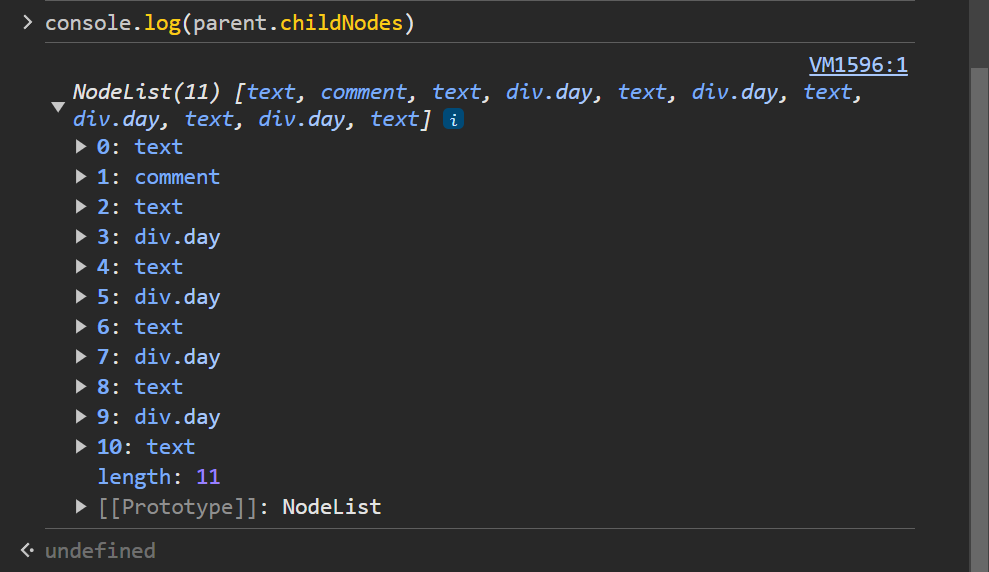 console.log(parent.childNodes)
VM1596:1
NodeList(11) [text, comment, text, div.day, text, div.day, text,
div.day, text, div.day, text] i
0: text
1: comment
2: text
3: div.day
4: text
5: div.day
6: text
7: div.day
8: text
9: div.day
10: text
length: 11
[[Prototype]]: NodeList
undefined